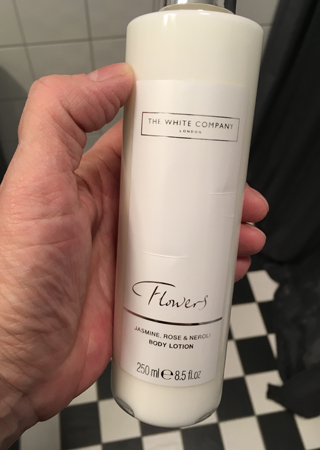 THE WHITE COMPANY
LONDON
Flowers
JASMINE, ROSE & NEROLI
BODY LOTION
250 ml ℮ 8.5 fl.oz